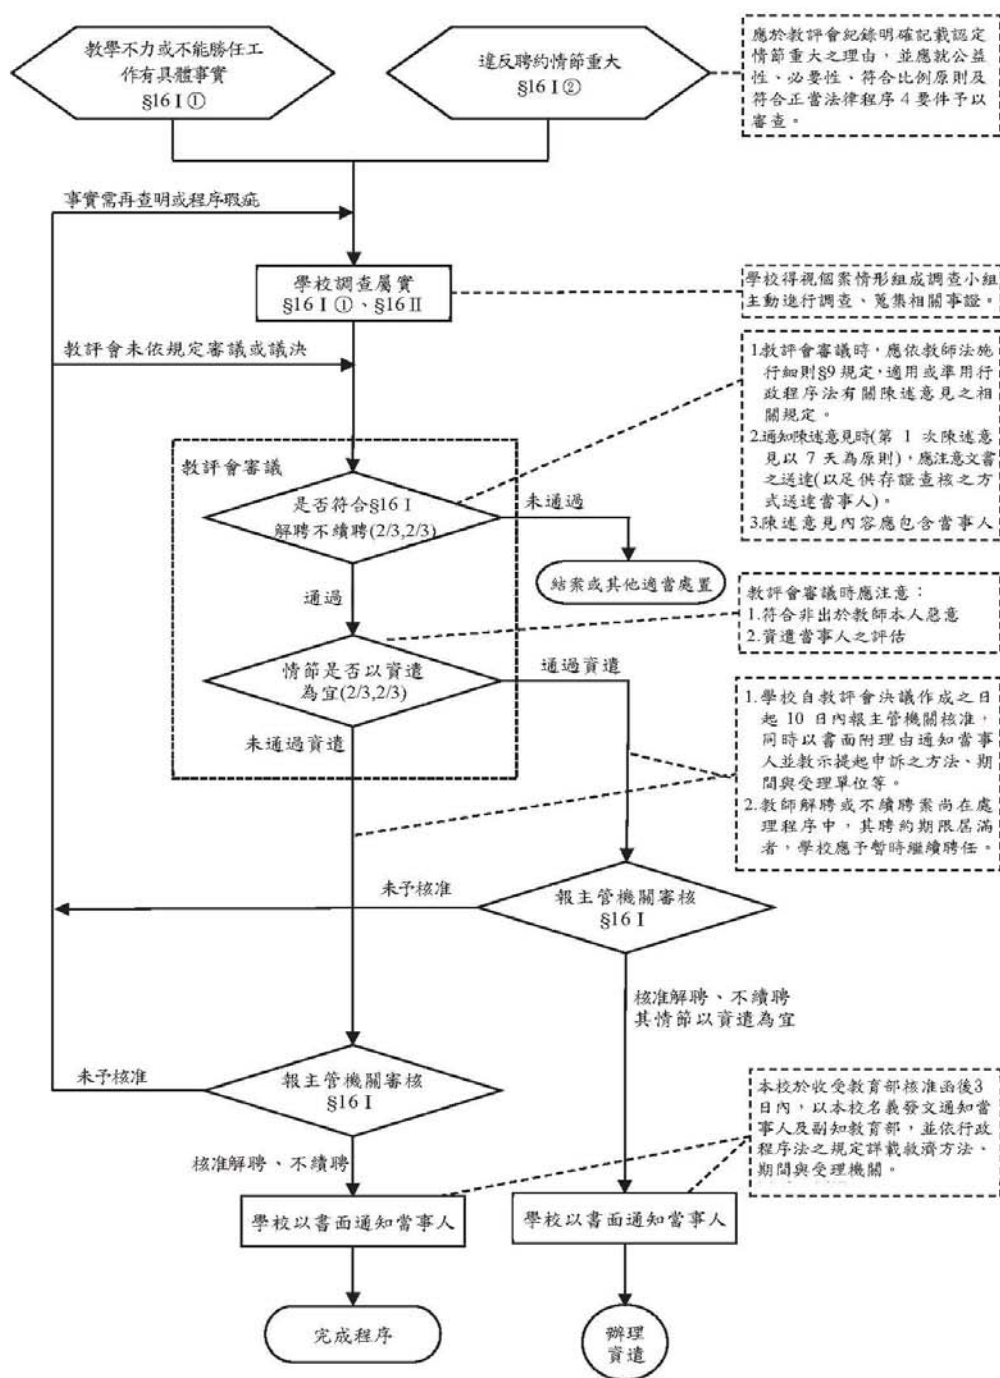 教學不力或不能勝任工
作有具體事實
§16 I ①
違反聘約情節重大
§16 I ②
應於教評會紀錄明確記載認定
情節重大之理由，並應就公益
性、必要性、符合比例原則及
符合正當法律程序 4 要件予以
審查。
事實需再查明或程序瑕疵
學校調查屬實
§16 I ①、§16 II
學校得視個案情形組成調查小組
主動進行調查、蒐集相關事證。
教評會未依規定審議或議決
1.教評會審議時，應依教師法施
行細則§9 規定，適用或準用行
政程序法有關陳述意見之相
關規定。
2.通知陳述意見時(第 1 次陳述意
見以 7 天為原則)，應注意文書
之送達(以足供存證查核之方
式送達當事人)。
3.陳述意見內容應包含當事人
教評會審議
是否符合§16 I
解聘不續聘(2/3,2/3)
未通過
結案或其他適當處置
通過
教評會審議時應注意：
1.符合非出於教師本人惡意
2.資遣當事人之評估
情節是否以資遣
為宜(2/3,2/3)
通過資遣
未通過資遣
1.學校自教評會決議作成之日
起 10 日內報主管機關核准，
同時以書面附理由通知當事
人並教示提起申訴之方法、期
間與受理單位等。
2.教師解聘或不續聘案尚在處
理程序中，其聘約期限屆滿
者，學校應予暫時繼續聘任。
未予核准
報主管機關審核
§16 I
核准解聘、不續聘
其情節以資遣為宜
未予核准
報主管機關審核
§16 I
核准解聘、不續聘
本校於收受教育部核准函後3
日內，以本校名義發文通知當
事人及副知教育部，並依行政
程序法之規定詳載救濟方法、
期間與受理機關。
學校以書面通知當事人
學校以書面通知當事人
完成程序
辦理
資遣